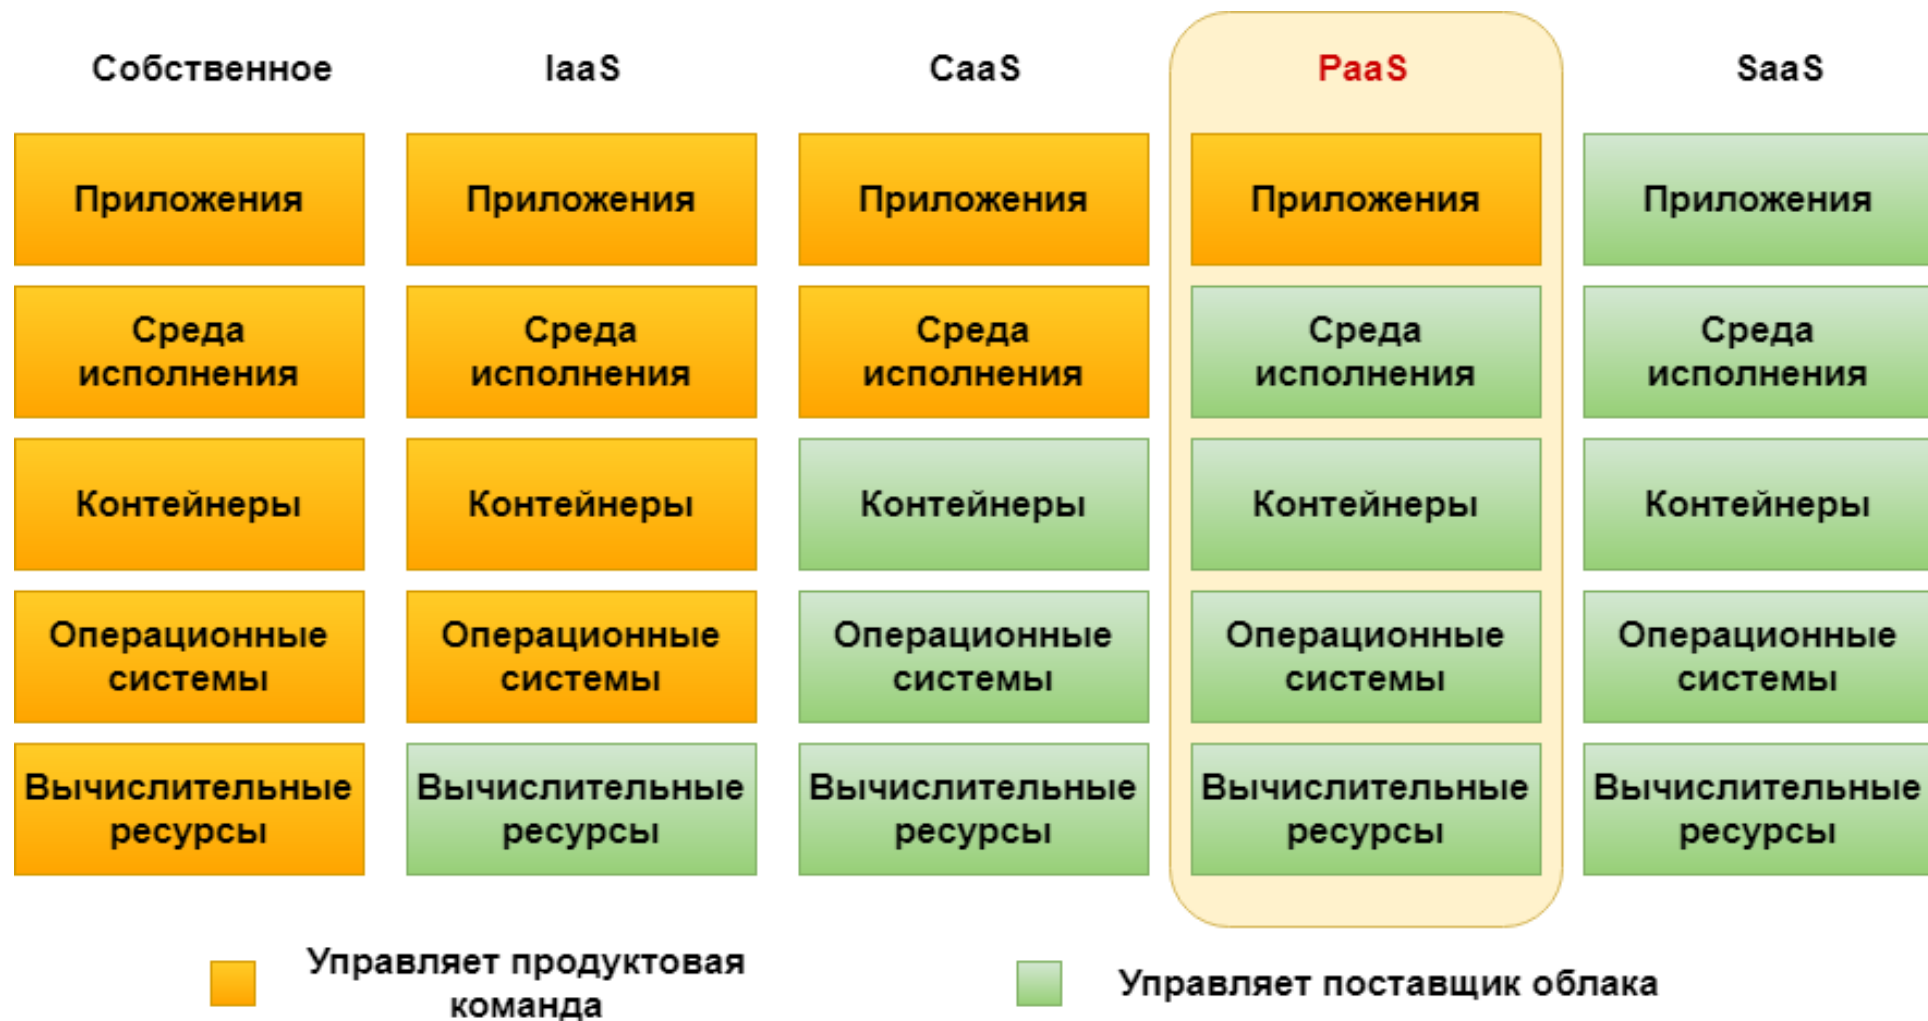 Собственное
IaaS
CaaS
PaaS
SaaS
Приложения
Приложения
Приложения
Приложения
Приложения
Среда
исполнения
Среда
исполнения
Среда
исполнения
Среда
исполнения
Среда
исполнения
Контейнеры
Контейнеры
Контейнеры
Контейнеры
Контейнеры
Операционные
системы
Операционные
системы
Операционные
системы
Операционные
системы
Операционные
системы
Вычислительные
ресурсы
Вычислительные
ресурсы
Вычислительные
ресурсы
Вычислительные
ресурсы
Вычислительные
ресурсы
Управляет продуктовая
команда
Управляет поставщик облака